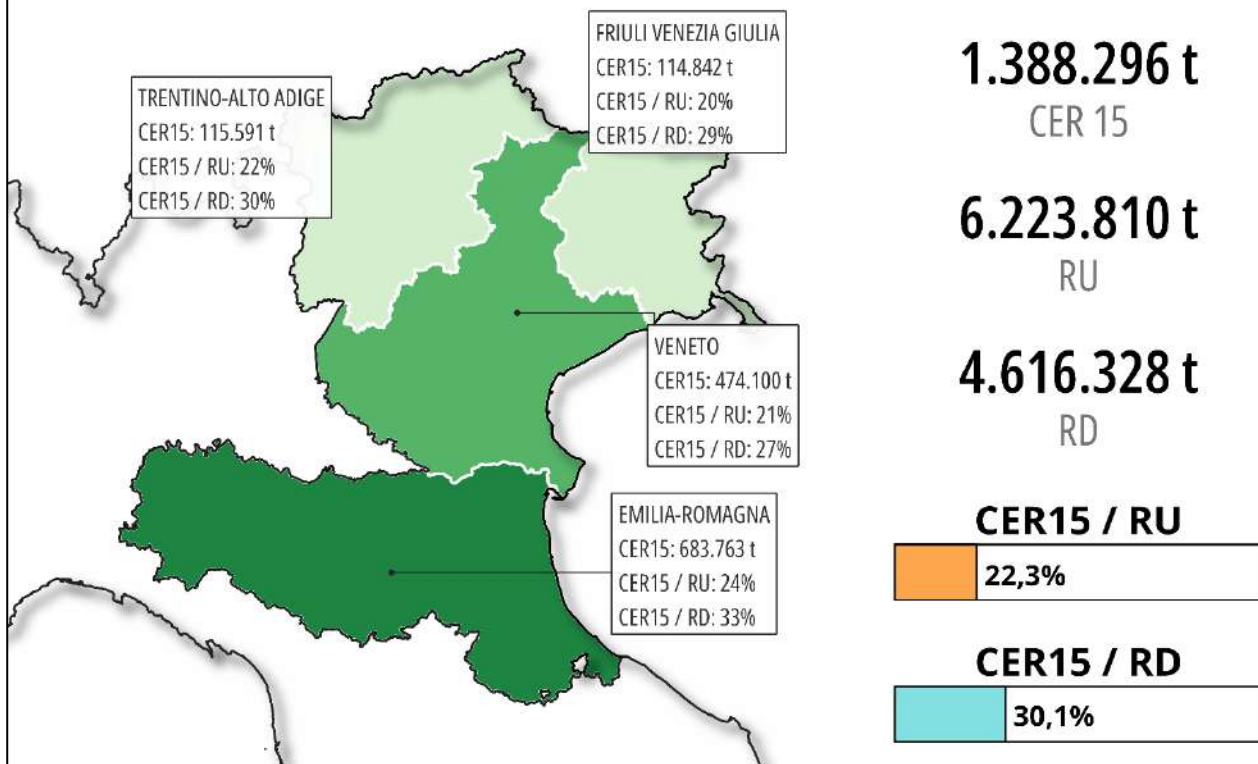 TRENTINO-ALTO ADIGE
CER15: 115.591 t
CER15 / RU: 22%
CER15 / RD: 30%
FRIULI VENEZIA GIULIA
CER15: 114.842 t
CER15 / RU: 20%
CER15 / RD: 29%
VENETO
CER15: 474.100 t
CER15 / RU: 21%
CER15 / RD: 27%
EMILIA-ROMAGNA
CER15: 683.763 t
CER15 / RU: 24%
CER15 / RD: 33%
1.388.296 t
CER 15
6.223.810 t
RU
4.616.328 t
RD
CER15 / RU
22,3%
CER15 / RD
30,1%